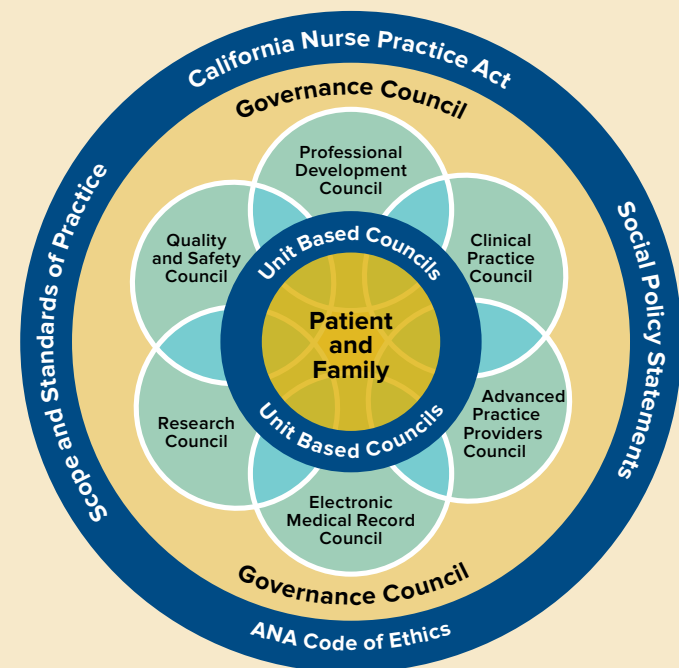 California Nurse Practice Act
Governance Council
Professional
Development
Council
Quality
and Safety
Council
Clinical
Practice
Council
Scope and Standards of Practice
Social Policy Statements
Unit Based Councils
Patient
and
Family
Unit Based Councils
Research
Council
Advanced
Practice
Providers
Council
Electronic
Medical Record
Council
Governance Council
ANA Code of Ethics